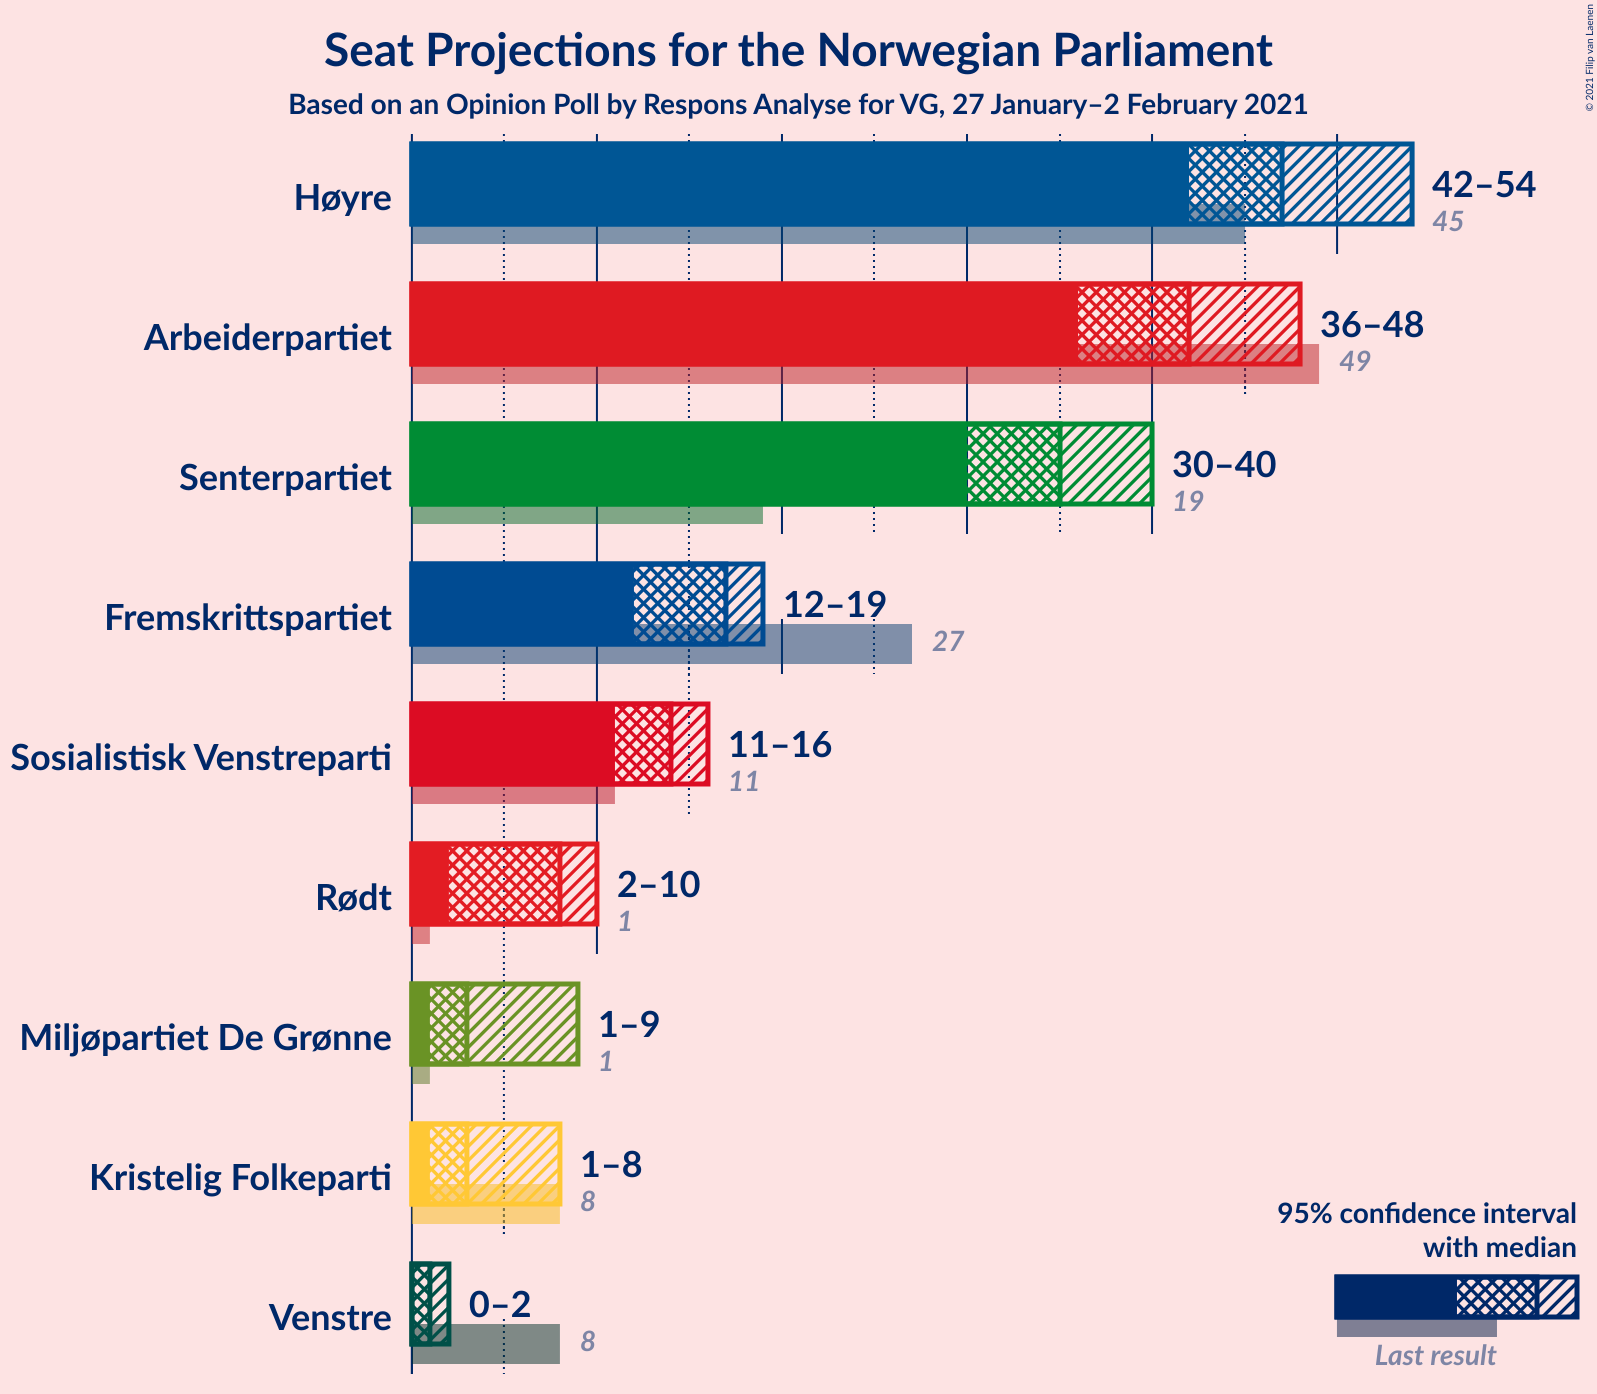 Seat Projections for the Norwegian Parliament
Based on an Opinion Poll by Respons Analyse for VG, 27 January–2 February 2021
© 2021 Filip van Laenen
Høyre
42–54
45
Arbeiderpartiet
36–48
49
Senterpartiet
30–40
19
Fremskrittspartiet
12–19
27
Sosialistisk Venstreparti
11–16
11
Rødt
2–10
1
Miljøpartiet De Grønne
1–9
1
Kristelig Folkeparti
1–8
8
Venstre
0–2
8
95% confidence interval
with median
Last result